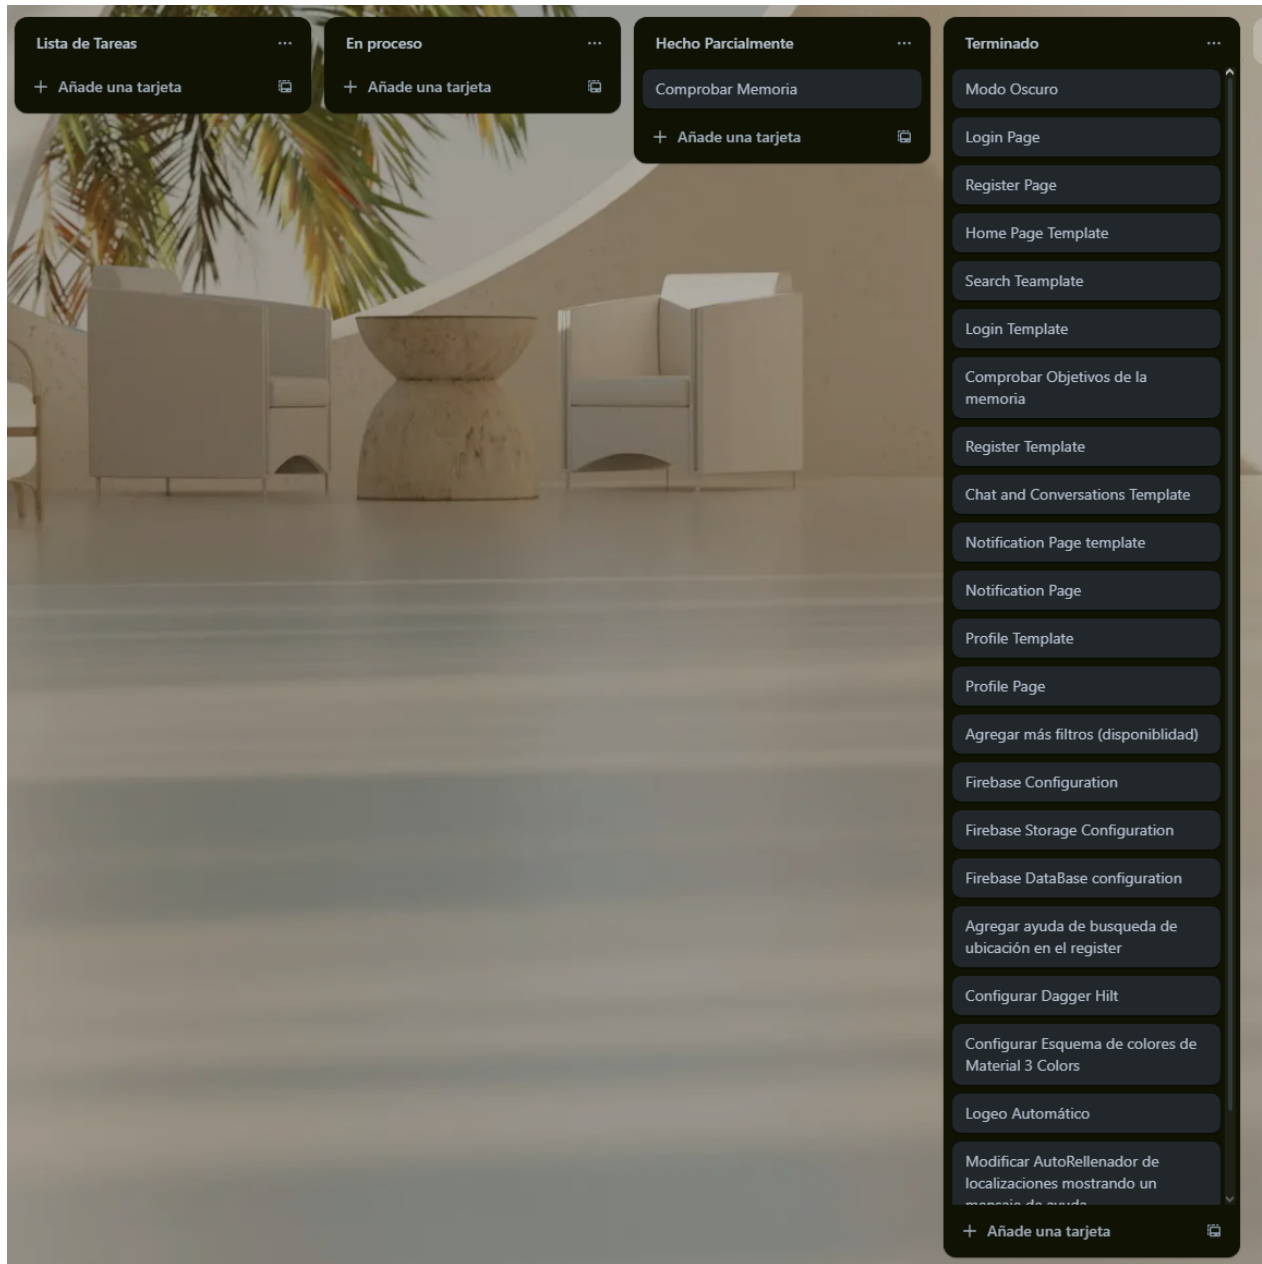 Lista de Tareas
Añade una tarjeta
En proceso
Añade una tarjeta
Hecho Parcialmente
Comprobar Memoria
Añade una tarjeta
Terminado
Modo Oscuro
Login Page
Register Page
Home Page Template
Search Teamplate
Login Template
Comprobar Objetivos de la
memoria
Register Template
Chat and Conversations Template
Notification Page template
Notification Page
Profile Template
Profile Page
Agregar más filtros (disponiblidad)
Firebase Configuration
Firebase Storage Configuration
Firebase DataBase configuration
Agregar ayuda de busqueda de
ubicación en el register
Configurar Dagger Hilt
Configurar Esquema de colores de
Material 3 Colors
Logeo Automático
Modificar AutoRellenador de
localizaciones mostrando un
mensaje de ayuda
Añade una tarjeta